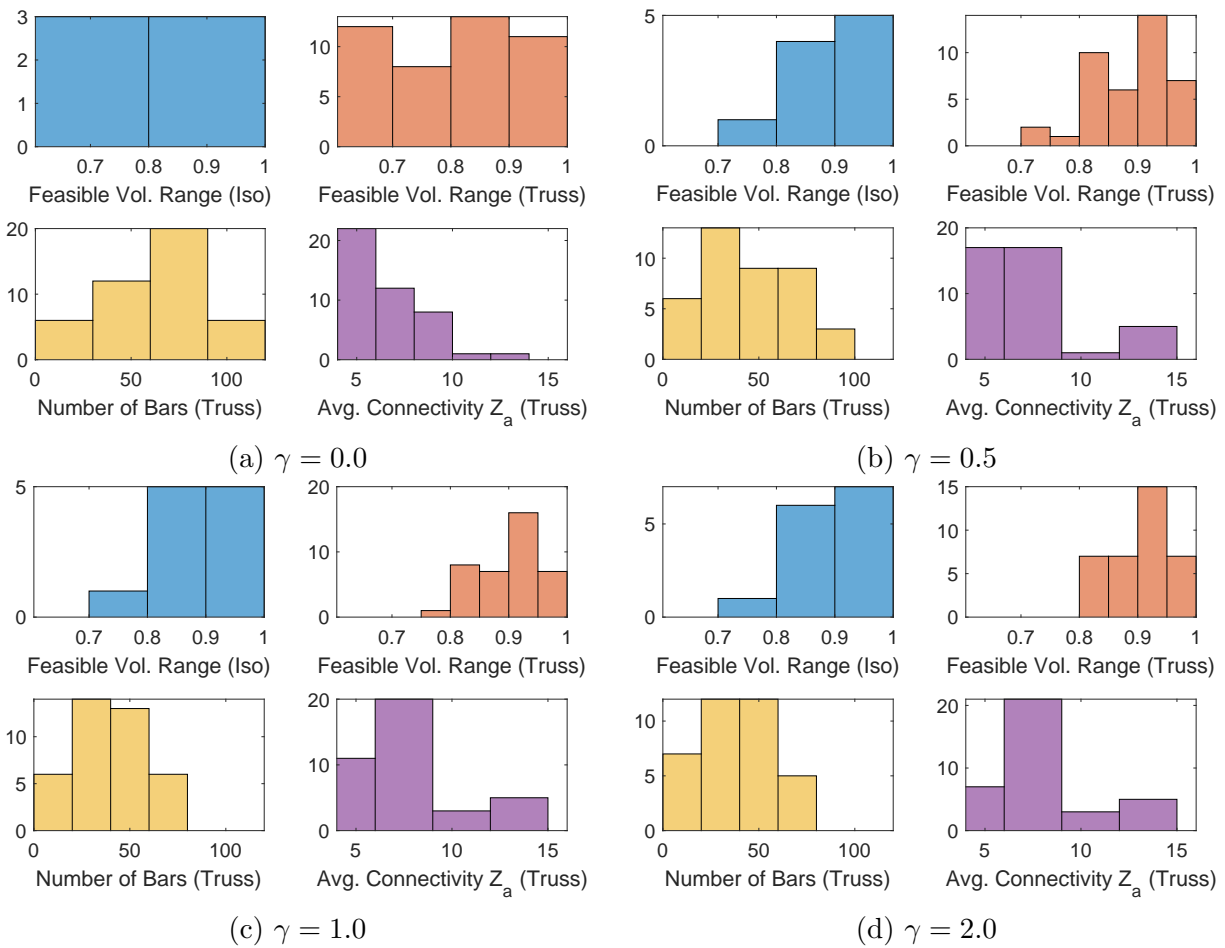 3
2
1
0
0.7 0.8 0.9 1
Feasible Vol. Range (Iso)
10
5
0
0.7 0.8 0.9 1
Feasible Vol. Range (Truss)
20
10
0
0 50 100
Number of Bars (Truss)
20
10
0
5 10 15
Avg. Connectivity Z_a (Truss)
(a) γ = 0.0
5
0
0.7 0.8 0.9 1
Feasible Vol. Range (Iso)
10
5
0
0.7 0.8 0.9 1
Feasible Vol. Range (Truss)
10
5
0
0 50 100
Number of Bars (Truss)
20
10
0
5 10 15
Avg. Connectivity Z_a (Truss)
(b) γ = 0.5
5
0
0.7 0.8 0.9 1
Feasible Vol. Range (Iso)
20
10
0
0.7 0.8 0.9 1
Feasible Vol. Range (Truss)
10
5
0
0 50 100
Number of Bars (Truss)
20
10
0
5 10 15
Avg. Connectivity Z_a (Truss)
(c) γ = 1.0
5
0
0.7 0.8 0.9 1
Feasible Vol. Range (Iso)
15
10
5
0
0.7 0.8 0.9 1
Feasible Vol. Range (Truss)
10
5
0
0 50 100
Number of Bars (Truss)
20
10
0
5 10 15
Avg. Connectivity Z_a (Truss)
(d) γ = 2.0